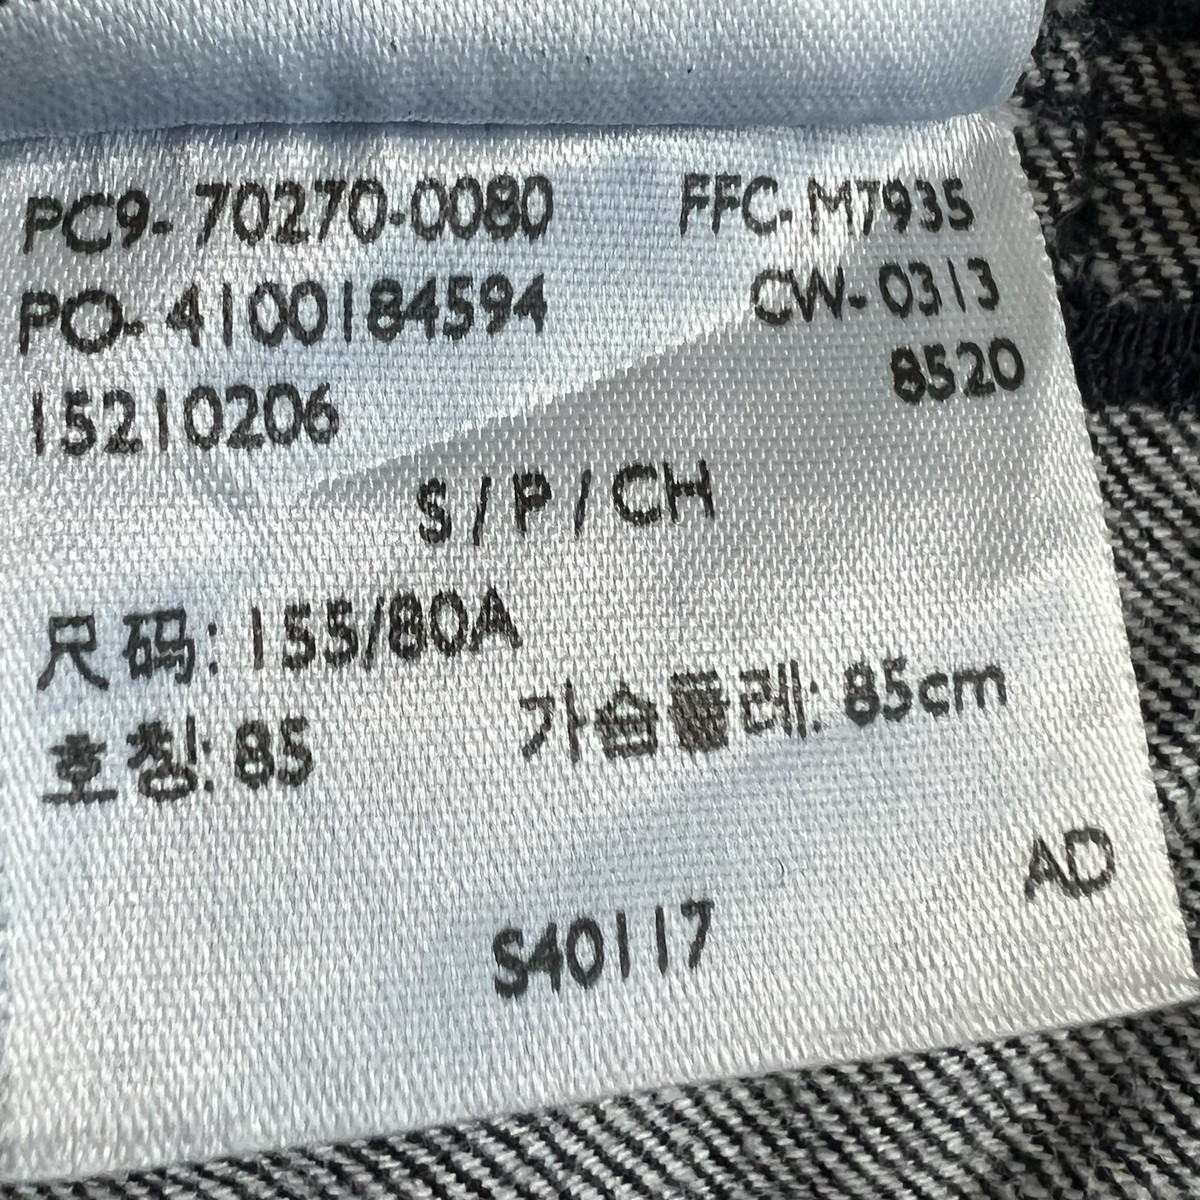 PC9- 70270-0080 FFC- M7935
PO- 4100184594 CW- 0313
15210206 8520
S / P / CH
尺码: 155/80A
호칭: 85 가슴둘레: 85cm
AD
S40117